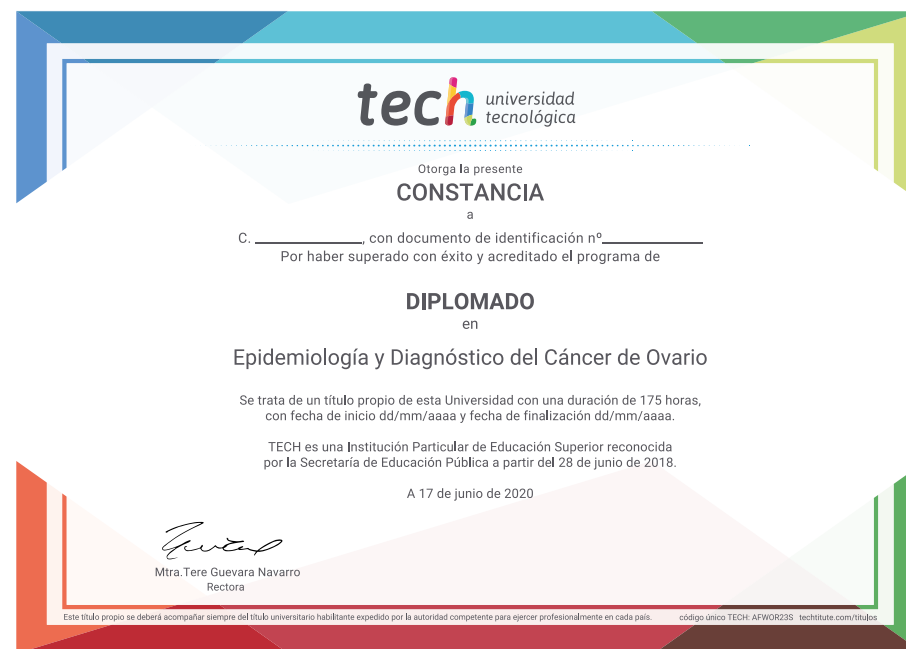 tech universidad
tecnológica
Otorga la presente
CONSTANCIA
a
C. ____________, con documento de identificación nº____________
Por haber superado con éxito y acreditado el programa de
DIPLOMADO
en
Epidemiología y Diagnóstico del Cáncer de Ovario
Se trata de un título propio de esta Universidad con una duración de 175 horas,
con fecha de inicio dd/mm/aaaa y fecha de finalización dd/mm/aaaa.
TECH es una Institución Particular de Educación Superior reconocida
por la Secretaría de Educación Pública a partir del 28 de junio de 2018.
A 17 de junio de 2020
Mtra.Tere Guevara Navarro
Rectora
Este título propio se deberá acompañar siempre del título universitario habilitante expedido por la autoridad competente para ejercer profesionalmente en cada país. código único TECH: AFWOR23S techtitute.com/titulos